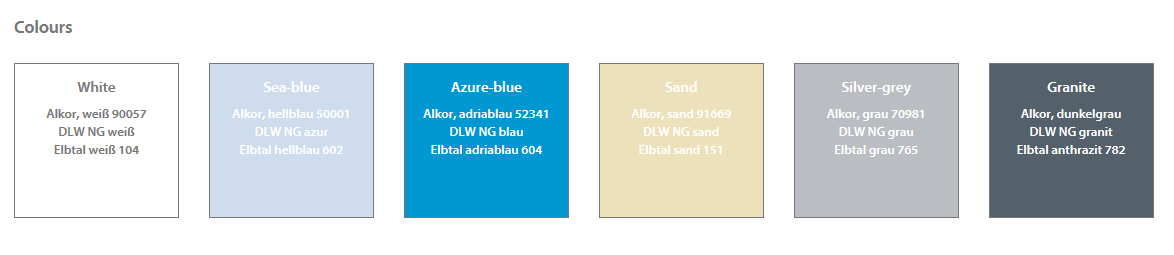 Colours
White
Alkor, weiß 90057
DLW NG weiß
Elbtal weiß 104
Sea-blue
Alkor, hellblau 50001
DLW NG azur
Elbtal hellblau 602
Azure-blue
Alkor, adriablau 52341
DLW NG blau
Elbtal adriablau 604
Sand
Alkor, sand 91669
DLW NG sand
Elbtal sand 151
Silver-grey
Alkor, grau 70981
DLW NG grau
Elbtal grau 765
Granite
Alkor, dunkelgrau
DLW NG granit
Elbtal anthrazit 782